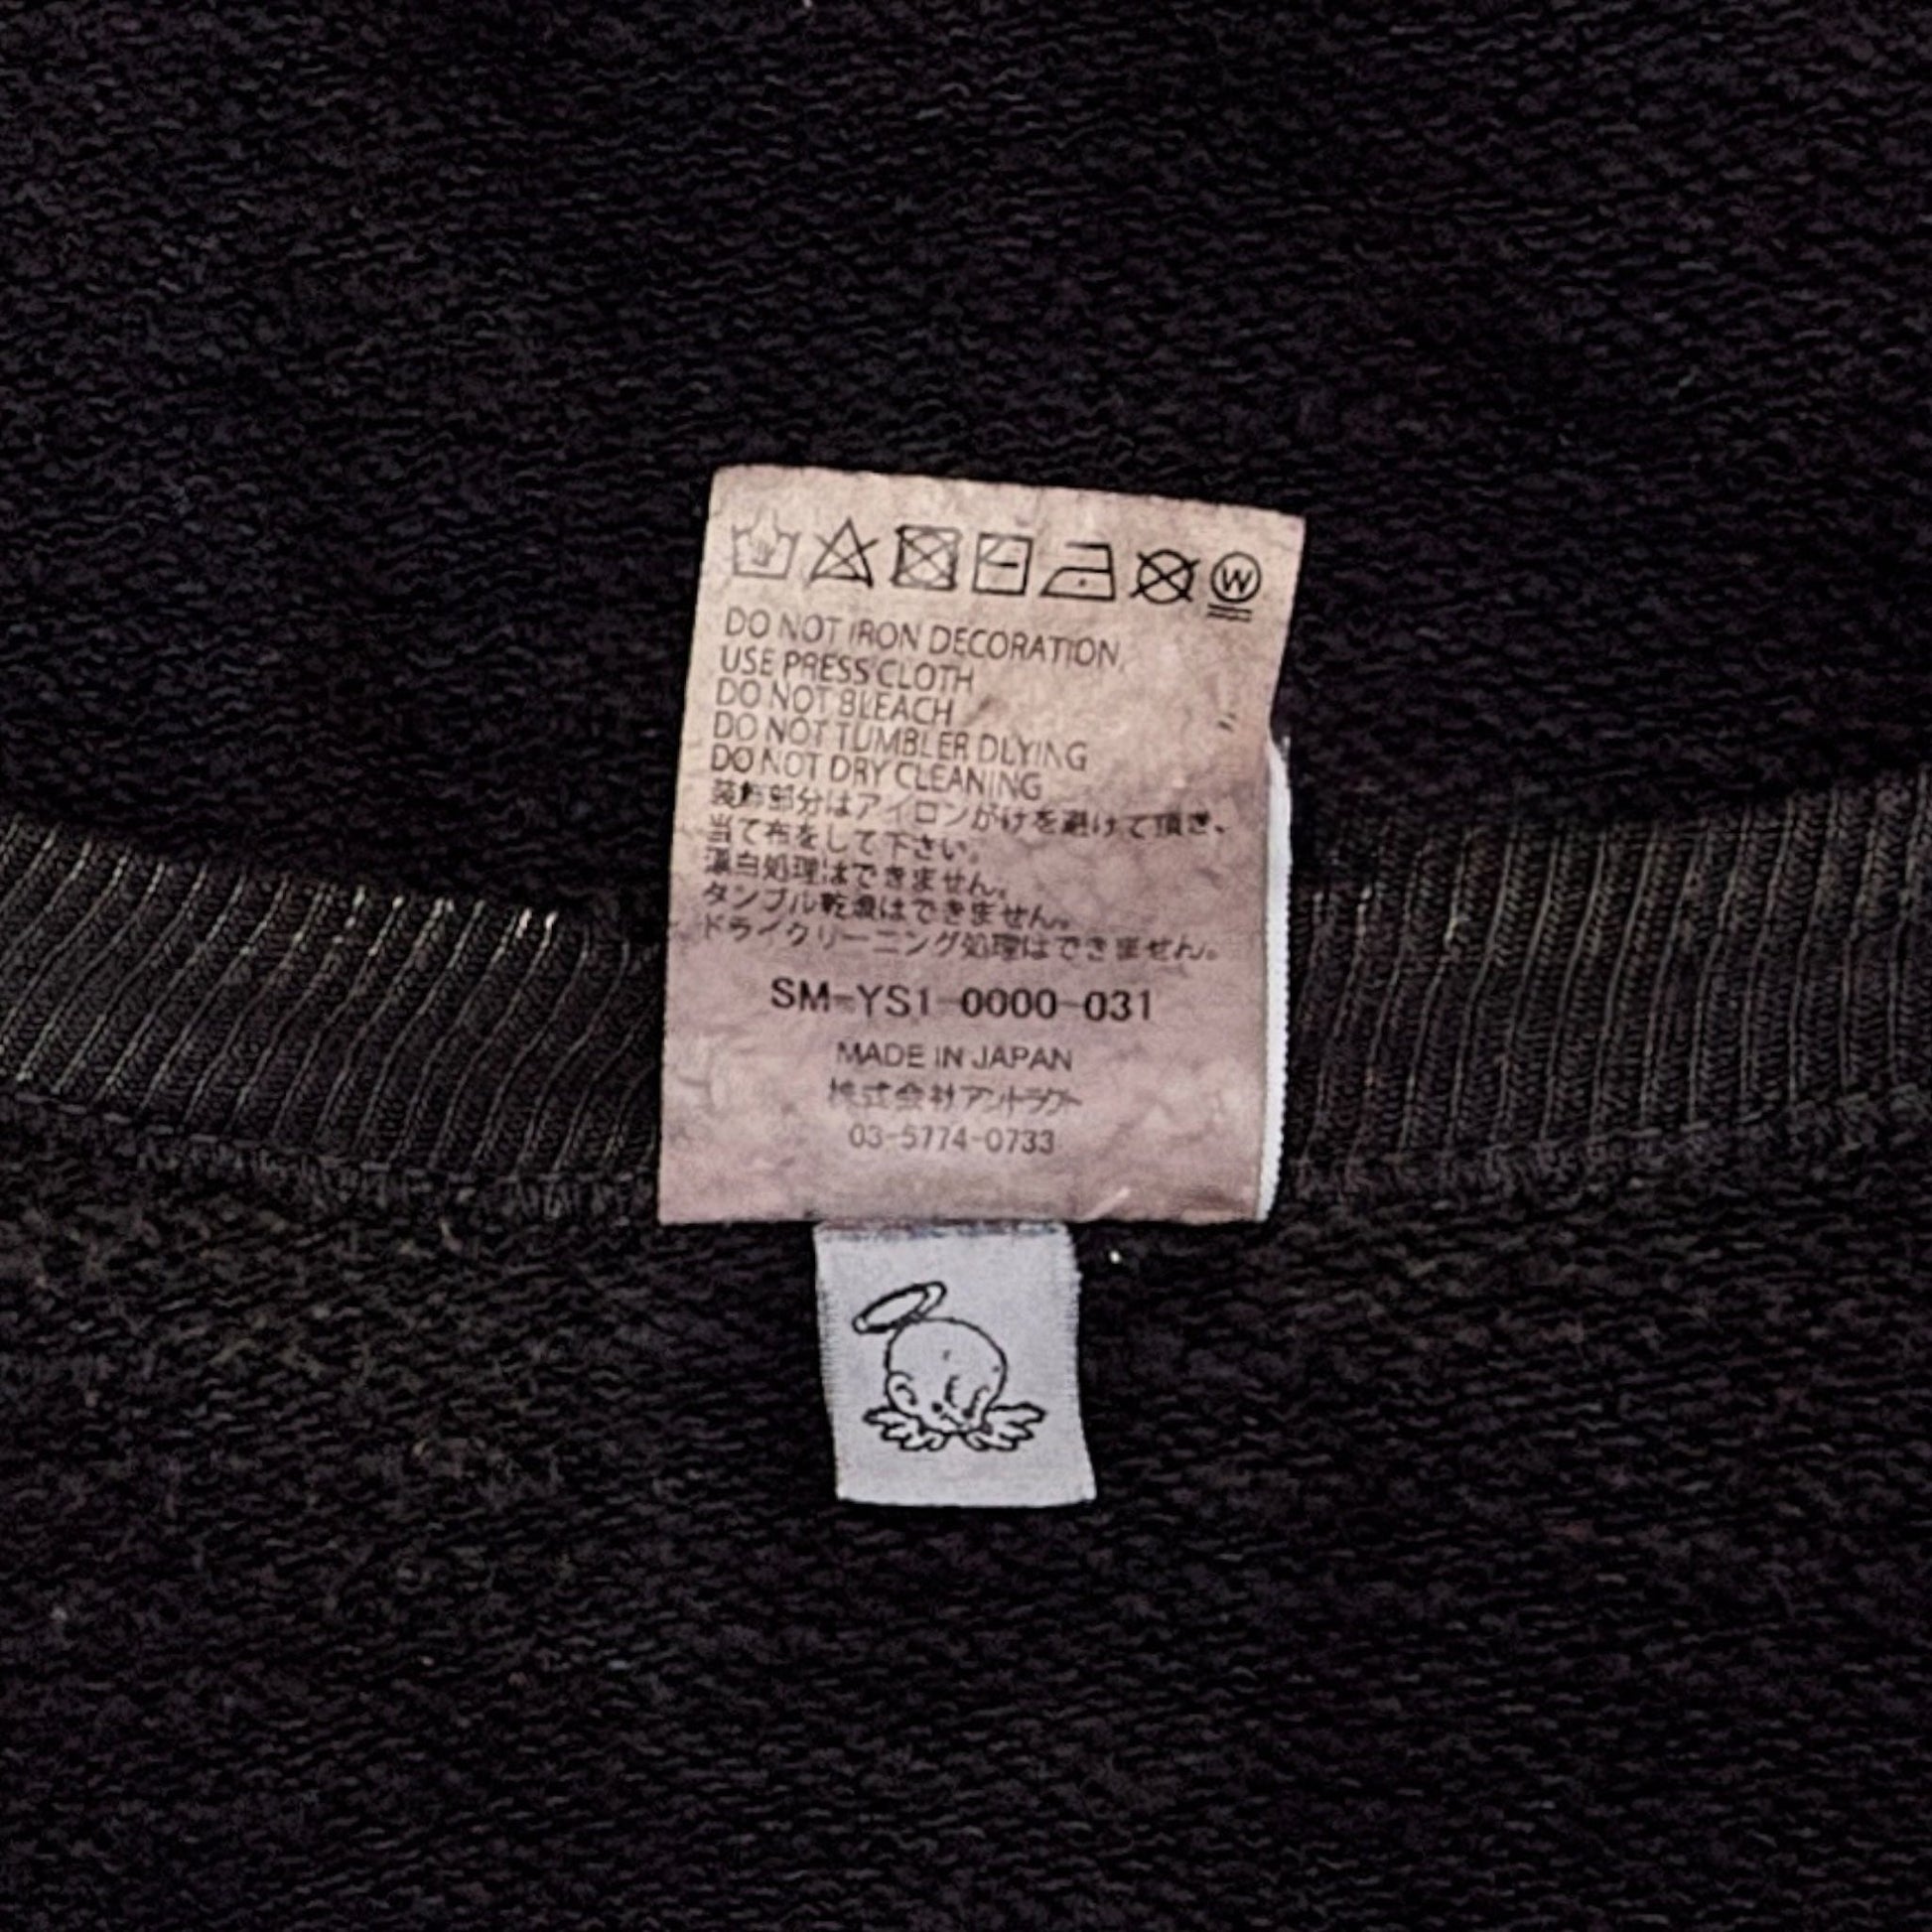 W
DO NOT IRON DECORATION,
USE PRESS CLOTH
DO NOT BLEACH
DO NOT TUMBLER DLYING
DO NOT DRY CLEANING
装飾部分はアイロンがけを避けて頂き、
当て布をして下さい。
漂白処理はできません。
タンブル乾燥はできません。
ドライクリーニング処理はできません。
SM-YS1-0000-031
MADE IN JAPAN
株式会社アントラクト
03-5774-0733